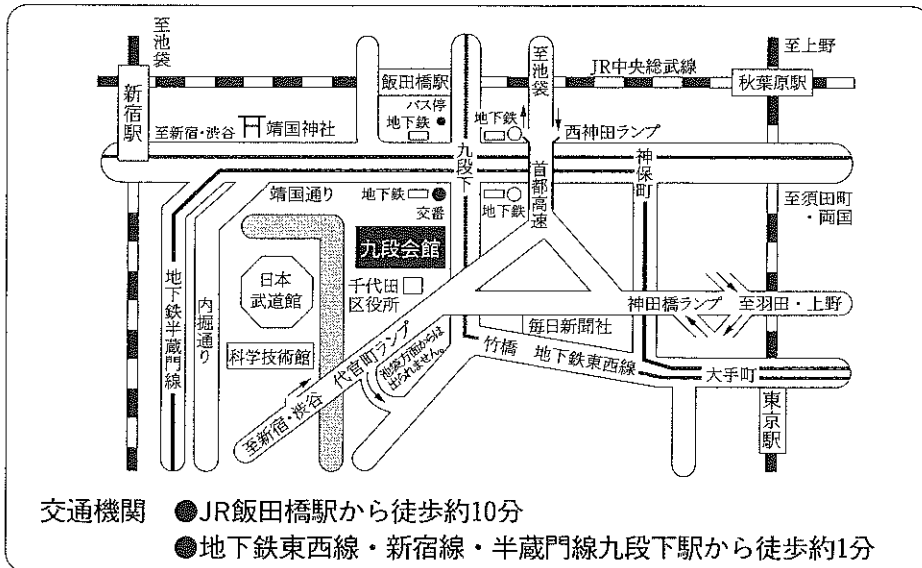 至池袋
新宿駅
至新宿・渋谷
靖国神社
飯田橋駅
バス停
地下鉄
九段下
至池袋
地下鉄
西神田ランプ
JR中央総武線
至上野
秋葉原駅
首都高速
神保町
靖国通り
地下鉄
交番
地下鉄
至須田町
・両国
九段会館
日本
武道館
千代田
区役所
地下鉄半蔵門線
内堀通り
科学技術館
代官町ランプ
至新宿・渋谷
池袋方面からは
出られません。
毎日新聞社
神田橋ランプ
至羽田・上野
竹橋
地下鉄東西線
大手町
東京駅
交通機関 ●JR飯田橋駅から徒歩約10分
●地下鉄東西線・新宿線・半蔵門線九段下駅から徒歩約1分